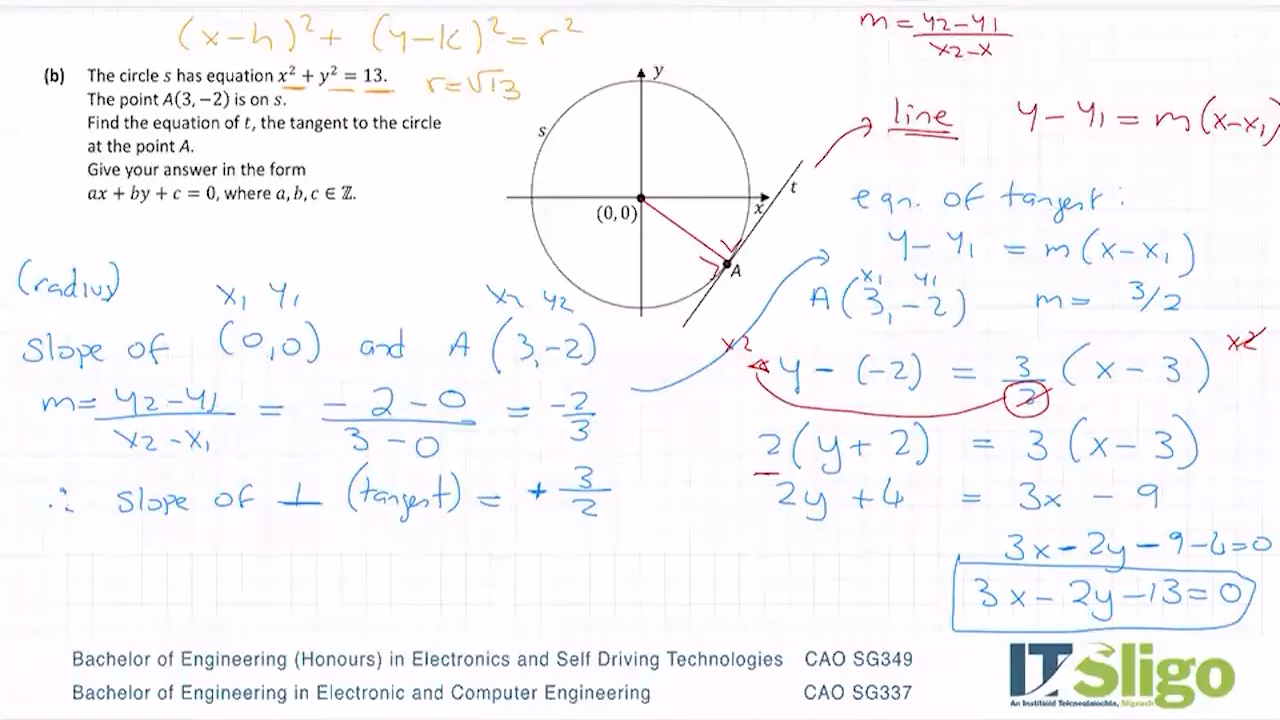 (x-h)² + (y-k)² = r²
(b) The circle s has equation x² + y² = 13.
r = √13
The point A(3, −2) is on s.
Find the equation of t, the tangent to the circle
at the point A.
Give your answer in the form
ax + by + c = 0, where a, b, c ∈ ℤ.
y
s
t
x
(0, 0)
A
m = y2-y1 / x2-x
line y - y1 = m(x-x1)
(radius)
x1 y1 x2 y2
Slope of (0,0) and A (3,-2)
m = y2-y1 / x2-x1 = -2-0 / 3-0 = -2/3
∴ slope of ⊥ (tangent) = + 3/2
eqn. of tangent:
y - y1 = m(x-x1)
x1 y1
A(3,-2) m = 3/2
x2 x2
y - (-2) = 3/2 (x-3)
2(y+2) = 3(x-3)
2y +4 = 3x - 9
3x-2y-9-4=0
3x-2y-13=0
Bachelor of Engineering (Honours) in Electronics and Self Driving Technologies CAO SG349
Bachelor of Engineering in Electronic and Computer Engineering CAO SG337
IT Sligo
An Institiúid Teicneolaíochta, Sligeach